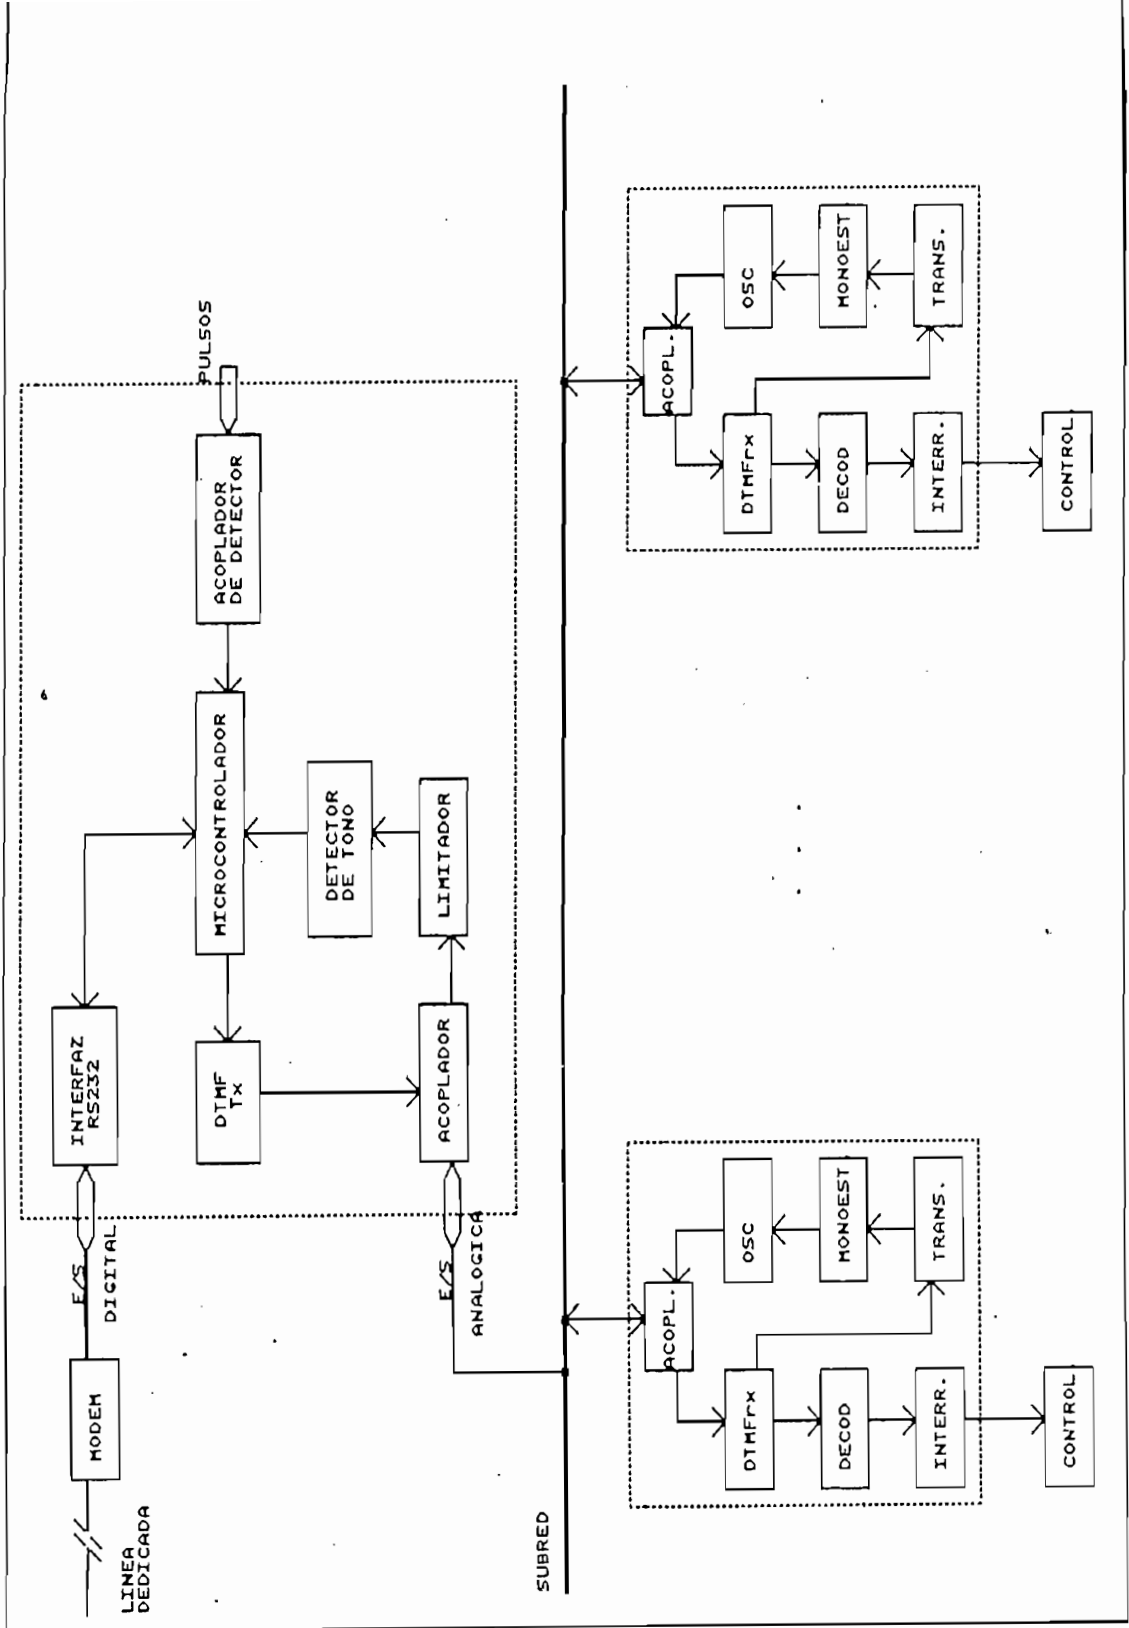 LINEA
DEDICADA
MODEM
E/S
DIGITAL
INTERFAZ
RS232
DTMF
Tx
MICROCONTROLADOR
ACOPLADOR
DE DETECTOR
PULSOS
DETECTOR
DE TONO
E/S
ANALOGICA
ACOPLADOR
LIMITADOR
SUBRED
ACOPL.
DTMFrx
OSC
DECOD
MONOEST
INTERR.
TRANS.
CONTROL
ACOPL.
DTMFrx
OSC
DECOD
MONOEST
INTERR.
TRANS.
CONTROL